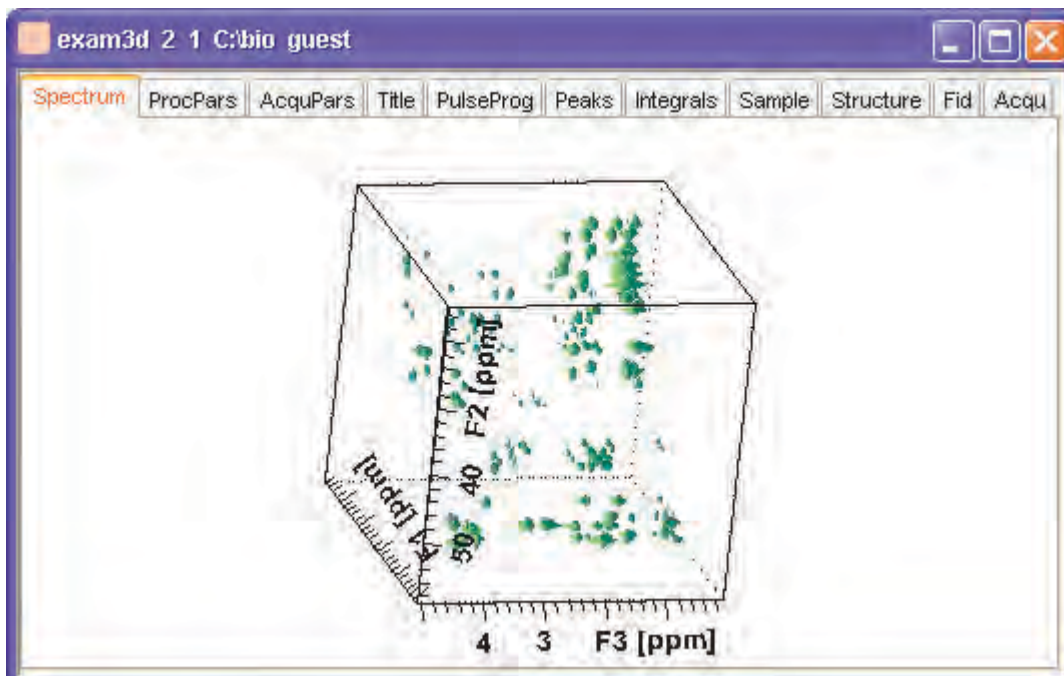 exam3d 2 1 C:\bio guest
Spectrum ProcPars AcquPars Title PulseProg Peaks Integrals Sample Structure Fid Acqu
F2 [ppm]
40
F1 [ppm]
50
4 3 F3 [ppm]